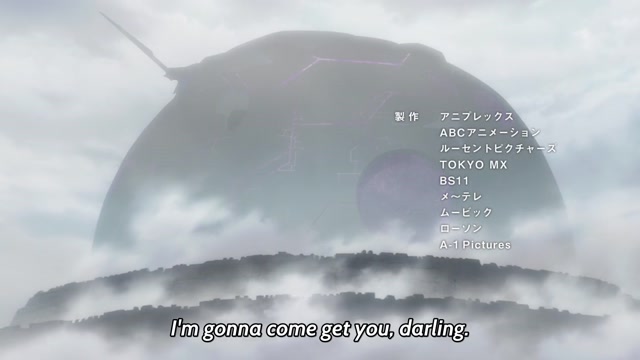 製作 アニプレックス
ABCアニメーション
ルーセントピクチャーズ
TOKYO MX
BS11
メ~テレ
ムービック
ローソン
A-1 Pictures
I'm gonna come get you, darling.